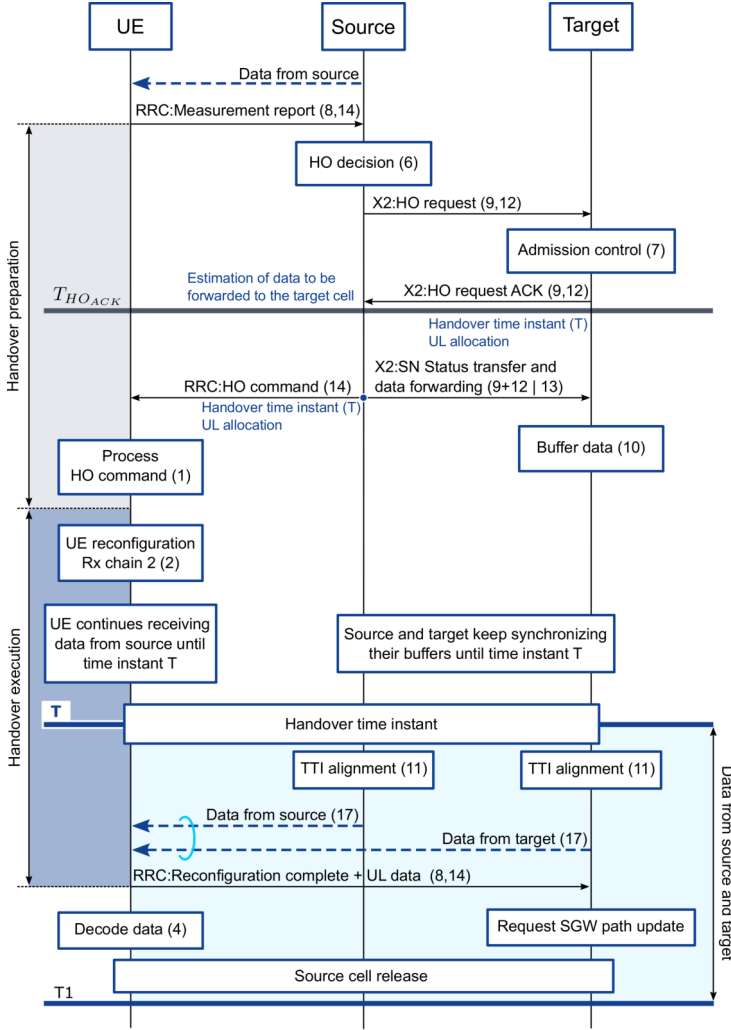 UE
Source
Target
Data from source
RRC:Measurement report (8,14)
HO decision (6)
X2:HO request (9,12)
Admission control (7)
Handover preparation
T_{HO_{ACK}}
Estimation of data to be
forwarded to the target cell
X2:HO request ACK (9,12)
Handover time instant (T)
UL allocation
RRC:HO command (14)
X2:SN Status transfer and
data forwarding (9+12 | 13)
Handover time instant (T)
UL allocation
Process
HO command (1)
Buffer data (10)
Handover execution
UE reconfiguration
Rx chain 2 (2)
UE continues receiving
data from source until
time instant T
Source and target keep synchronizing
their buffers until time instant T
T
Handover time instant
TTI alignment (11)
TTI alignment (11)
Data from source and target
Data from source (17)
Data from target (17)
RRC:Reconfiguration complete + UL data (8,14)
Decode data (4)
Request SGW path update
Source cell release
T1